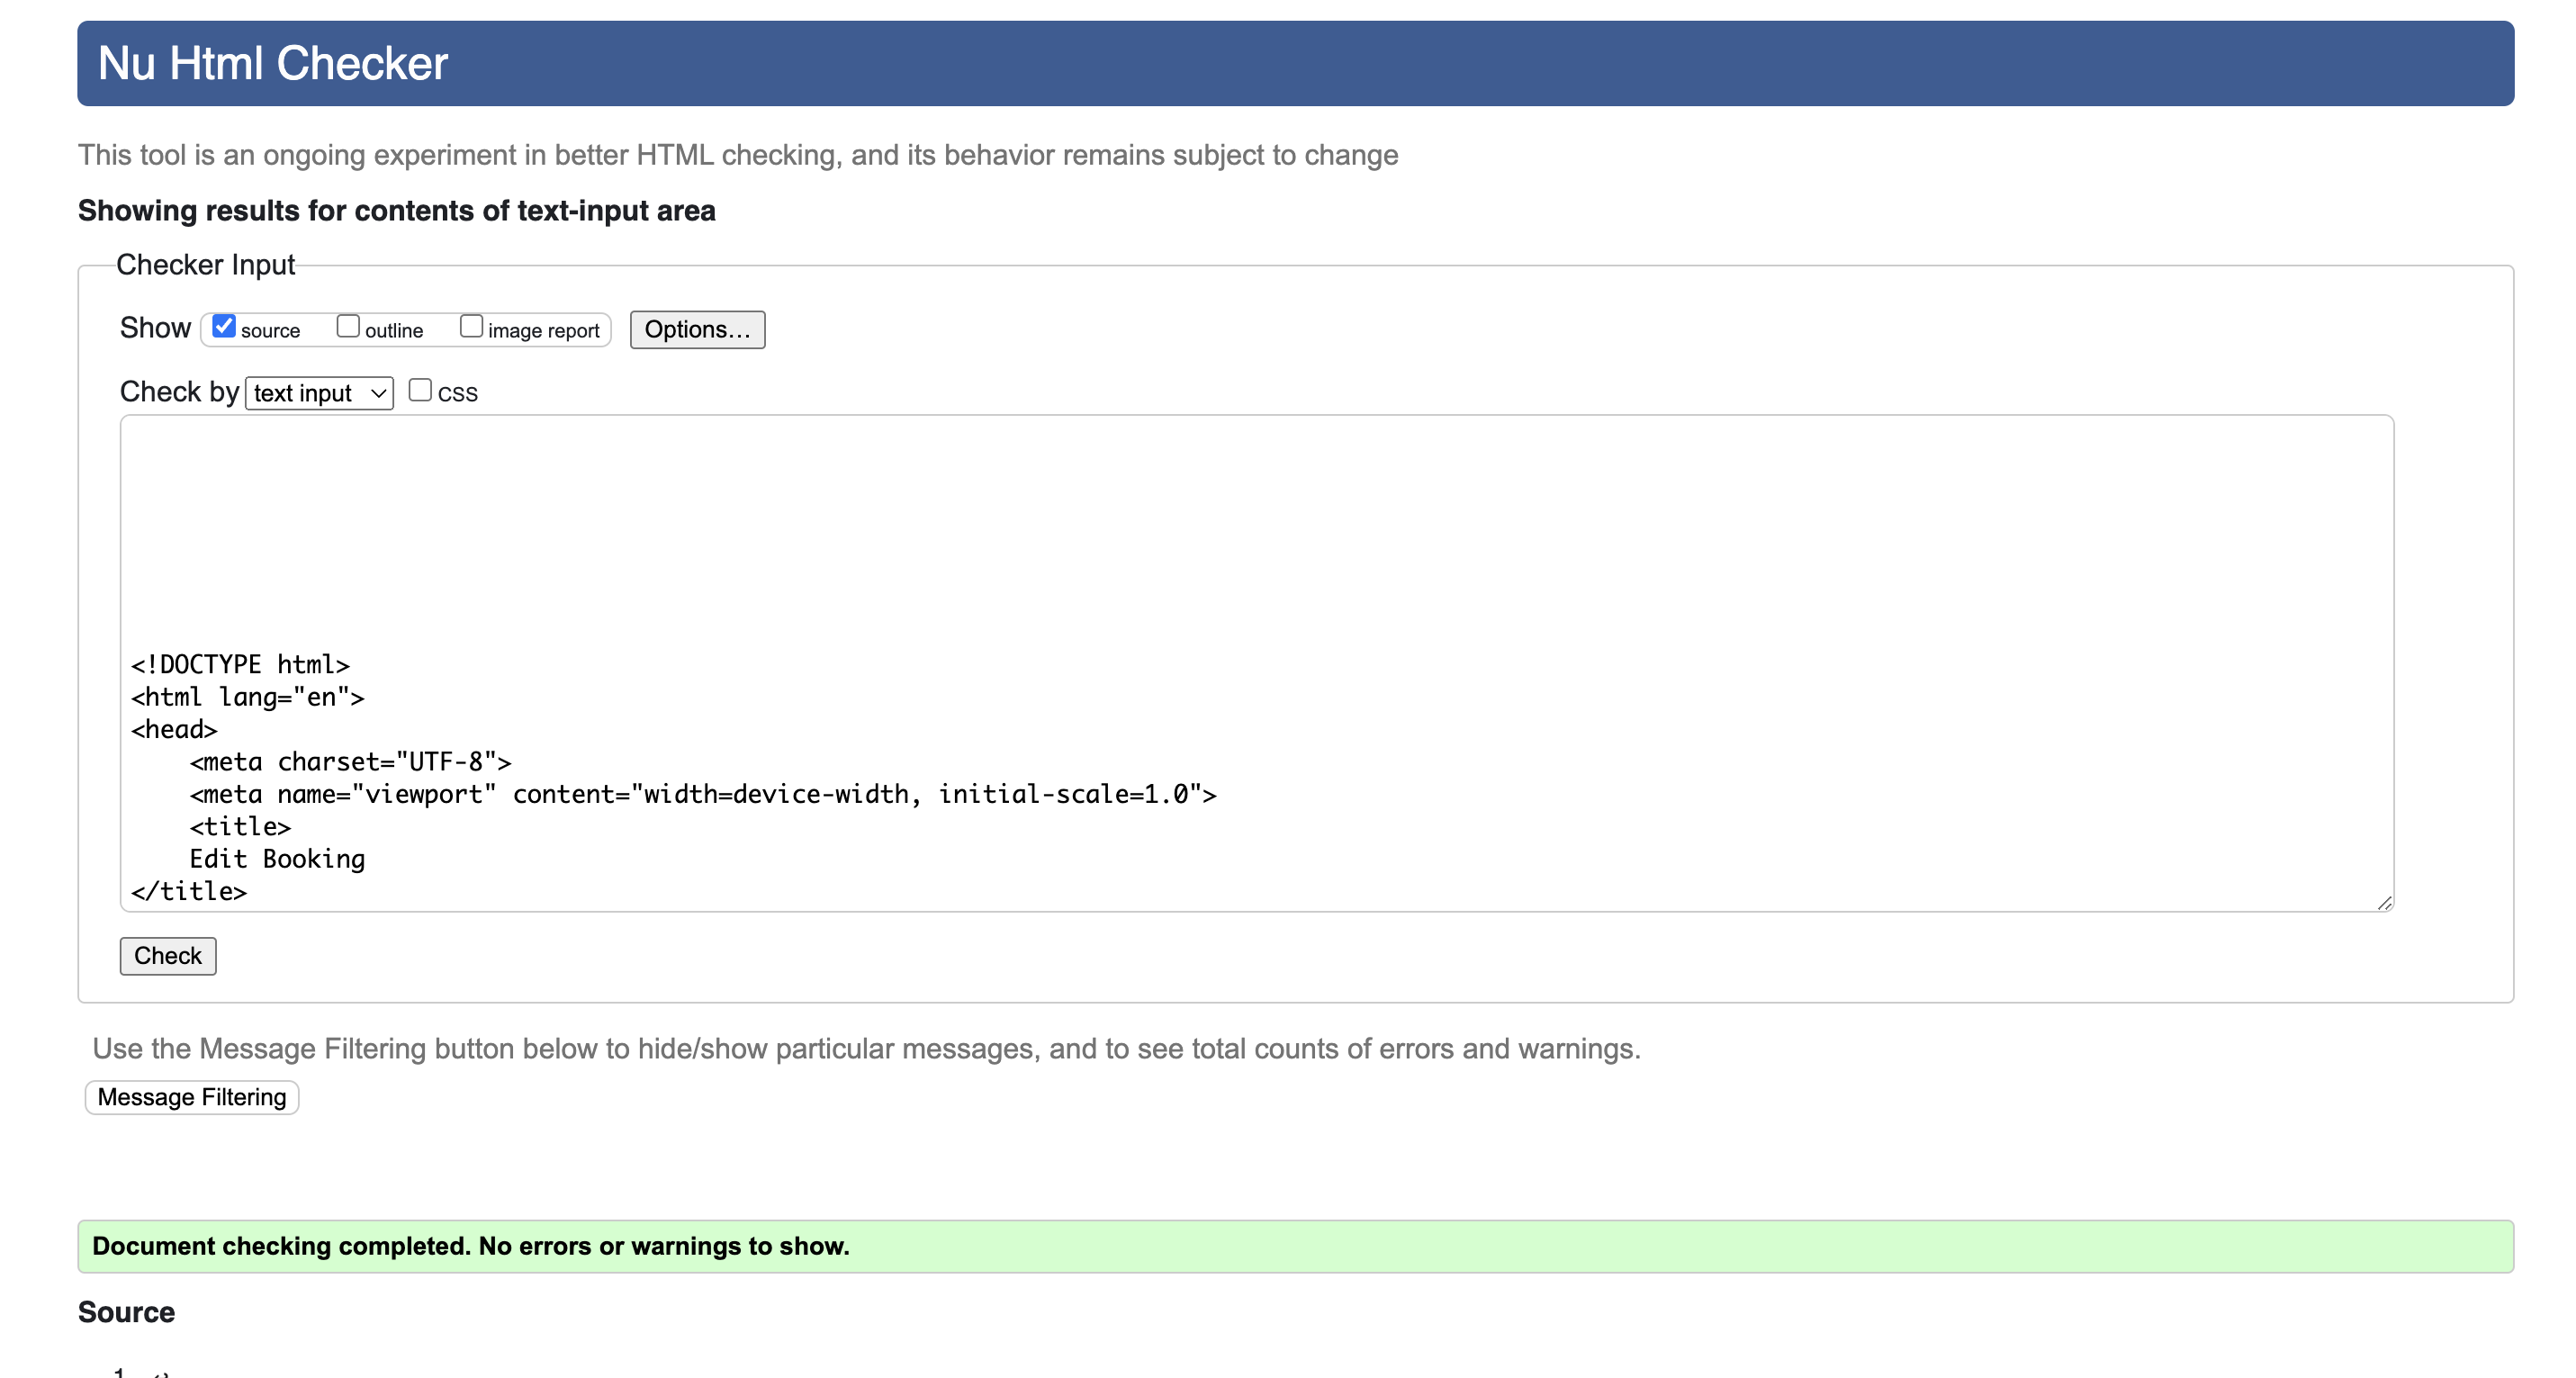 Nu Html Checker
This tool is an ongoing experiment in better HTML checking, and its behavior remains subject to change
Showing results for contents of text-input area
Checker Input
Show source outline image report Options...
Check by text input CSS
<!DOCTYPE html>
<html lang="en">
<head>
    <meta charset="UTF-8">
    <meta name="viewport" content="width=device-width, initial-scale=1.0">
    <title>
    Edit Booking
</title>
Check
Use the Message Filtering button below to hide/show particular messages, and to see total counts of errors and warnings.
Message Filtering
Document checking completed. No errors or warnings to show.
Source